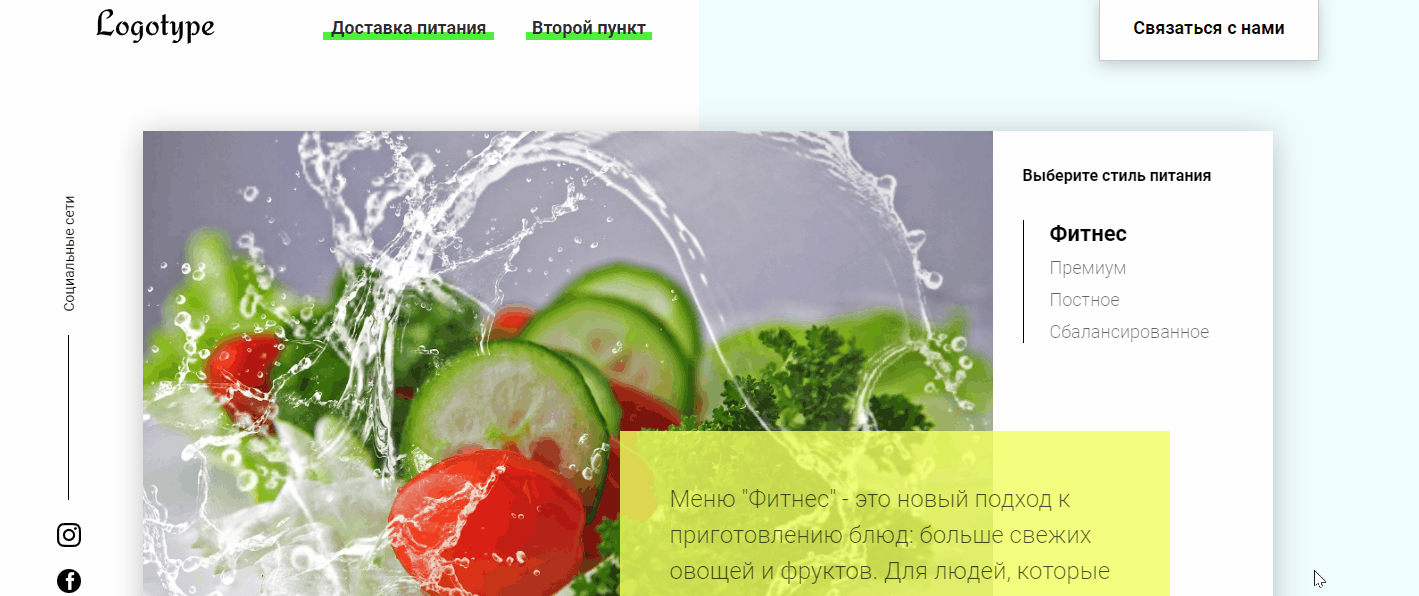 Logotype
Доставка питания
Второй пункт
Связаться с нами
Социальные сети
Выберите стиль питания
Фитнес
Премиум
Постное
Сбалансированное
Меню "Фитнес" - это новый подход к
приготовлению блюд: больше свежих
овощей и фруктов. Для людей, которые